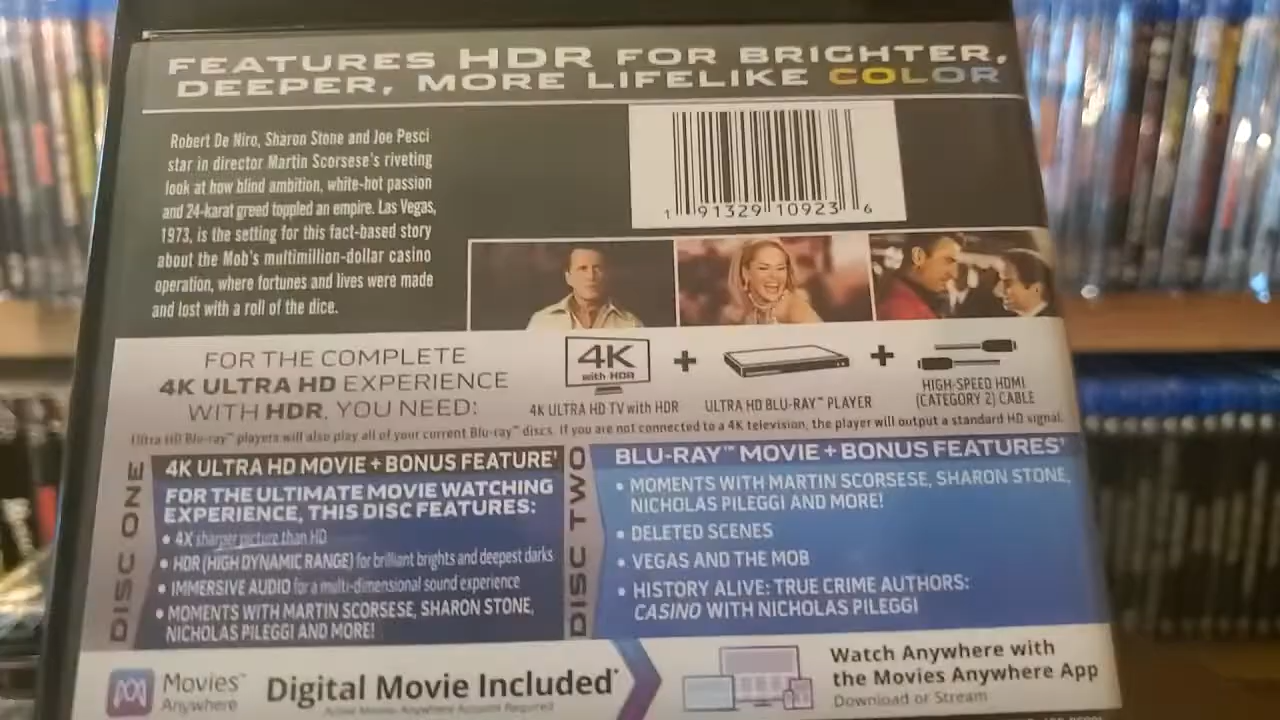 FEATURES HDR FOR BRIGHTER,
DEEPER, MORE LIFELIKE COLOR
Robert De Niro, Sharon Stone and Joe Pesci
star in director Martin Scorsese's riveting
look at how blind ambition, white-hot passion
and 24-karat greed toppled an empire. Las Vegas,
1973, is the setting for this fact-based story
about the Mob's multimillion-dollar casino
operation, where fortunes and lives were made
and lost with a roll of the dice.
1 91329 10923 6
FOR THE COMPLETE
4K ULTRA HD EXPERIENCE
WITH HDR, YOU NEED:
4K
with HDR
+
+
4K ULTRA HD TV with HDR
ULTRA HD BLU-RAY™ PLAYER
HIGH-SPEED HDMI
(CATEGORY 2) CABLE
Ultra HD Blu-ray™ players will also play all of your current Blu-ray™ discs. If you are not connected to a 4K television, the player will output a standard HD signal.
DISC ONE
4K ULTRA HD MOVIE + BONUS FEATURE'
FOR THE ULTIMATE MOVIE WATCHING
EXPERIENCE, THIS DISC FEATURES:
• 4X sharper picture than HD
• HDR (HIGH DYNAMIC RANGE) for brilliant brights and deepest darks
• IMMERSIVE AUDIO for a multi-dimensional sound experience
• MOMENTS WITH MARTIN SCORSESE, SHARON STONE,
NICHOLAS PILEGGI AND MORE!
DISC TWO
BLU-RAY™ MOVIE + BONUS FEATURES'
• MOMENTS WITH MARTIN SCORSESE, SHARON STONE,
NICHOLAS PILEGGI AND MORE!
• DELETED SCENES
• VEGAS AND THE MOB
• HISTORY ALIVE: TRUE CRIME AUTHORS:
CASINO WITH NICHOLAS PILEGGI
Movies™
Anywhere
Digital Movie Included*
Active Movies Anywhere Account Required
Watch Anywhere with
the Movies Anywhere App
Download or Stream